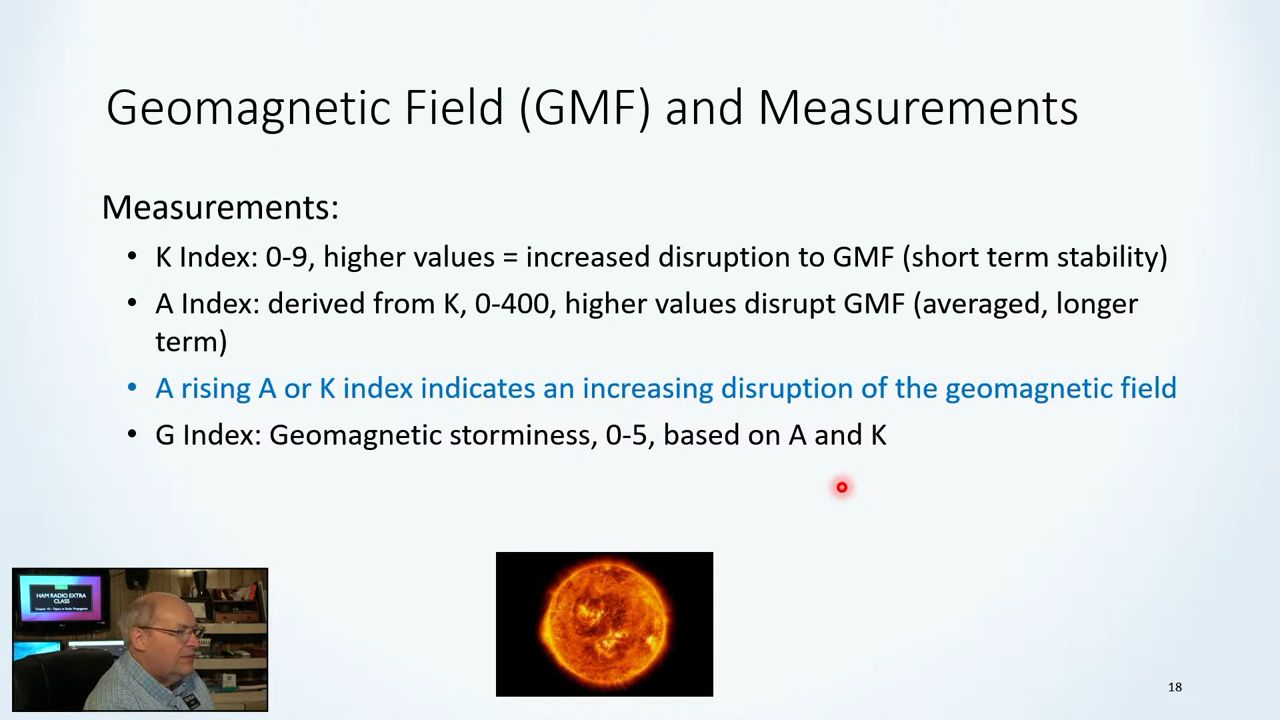 Geomagnetic Field (GMF) and Measurements
Measurements:
• K Index: 0-9, higher values = increased disruption to GMF (short term stability)
• A Index: derived from K, 0-400, higher values disrupt GMF (averaged, longer
term)
• A rising A or K index indicates an increasing disruption of the geomagnetic field
• G Index: Geomagnetic storminess, 0-5, based on A and K
HAM RADIO EXTRA
CLASS
18